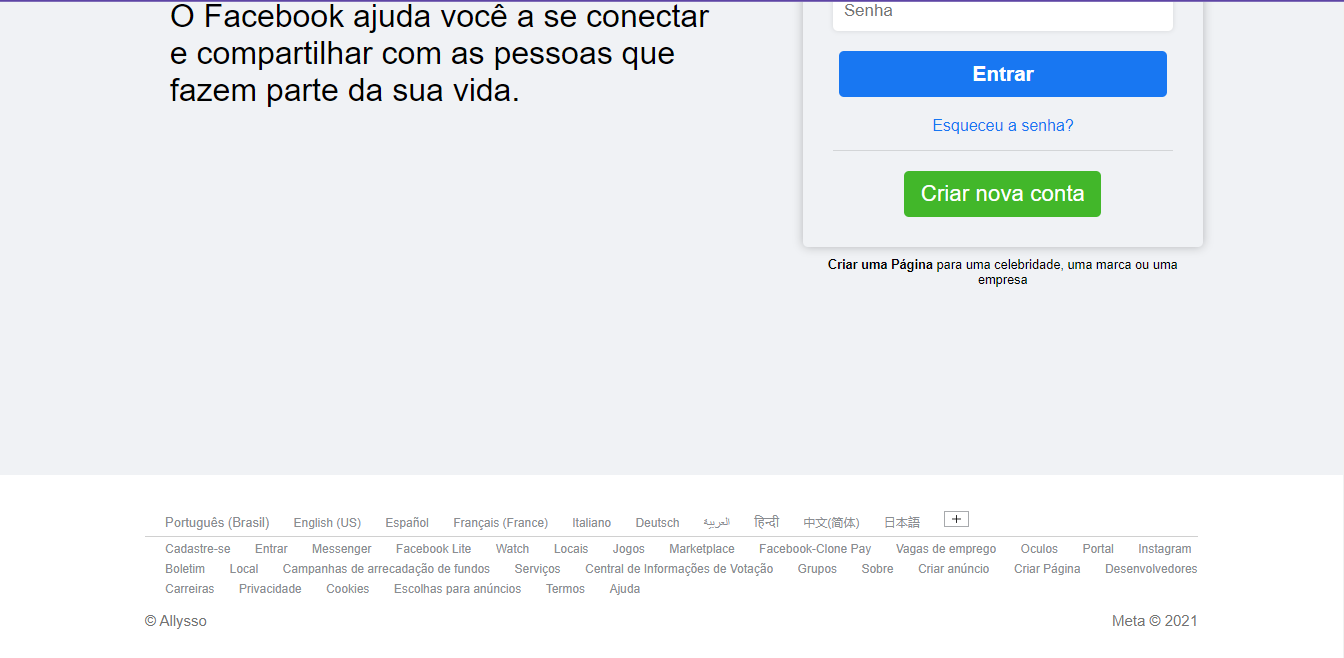 O Facebook ajuda você a se conectar
e compartilhar com as pessoas que
fazem parte da sua vida.
Senha
Entrar
Esqueceu a senha?
Criar nova conta
Criar uma Página para uma celebridade, uma marca ou uma
empresa
Português (Brasil) English (US) Español Français (France) Italiano Deutsch العربية हिन्दी 中文(简体) 日本語 +
Cadastre-se Entrar Messenger Facebook Lite Watch Locais Jogos Marketplace Facebook-Clone Pay Vagas de emprego Oculos Portal Instagram
Boletim Local Campanhas de arrecadação de fundos Serviços Central de Informações de Votação Grupos Sobre Criar anúncio Criar Página Desenvolvedores
Carreiras Privacidade Cookies Escolhas para anúncios Termos Ajuda
© Allysso Meta © 2021